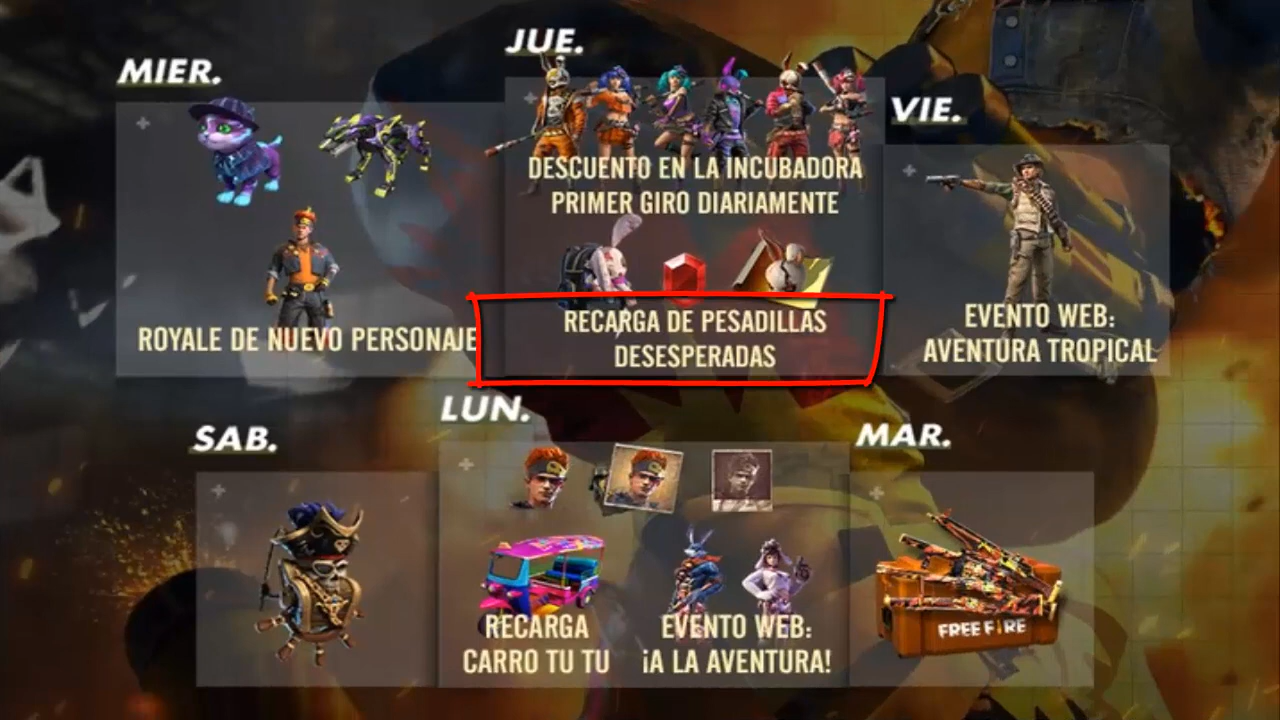 MIER.
ROYALE DE NUEVO PERSONAJE
JUE.
DESCUENTO EN LA INCUBADORA
PRIMER GIRO DIARIAMENTE
RECARGA DE PESADILLAS
DESESPERADAS
VIE.
EVENTO WEB:
AVENTURA TROPICAL
SAB.
LUN.
RECARGA
CARRO TU TU
EVENTO WEB:
¡A LA AVENTURA!
MAR.
FREE FIRE